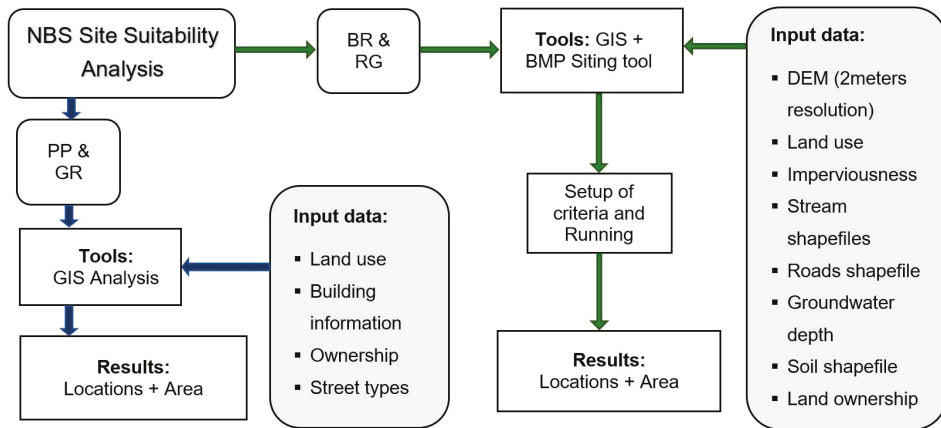 NBS Site Suitability
Analysis
BR &
RG
Tools: GIS +
BMP Siting tool
Input data:
▪ DEM (2meters
resolution)
▪ Land use
▪ Imperviousness
▪ Stream
shapefiles
▪ Roads shapefile
▪ Groundwater
depth
▪ Soil shapefile
▪ Land ownership
Setup of
criteria and
Running
Results:
Locations + Area
PP &
GR
Tools:
GIS Analysis
Input data:
▪ Land use
▪ Building
information
▪ Ownership
▪ Street types
Results:
Locations + Area